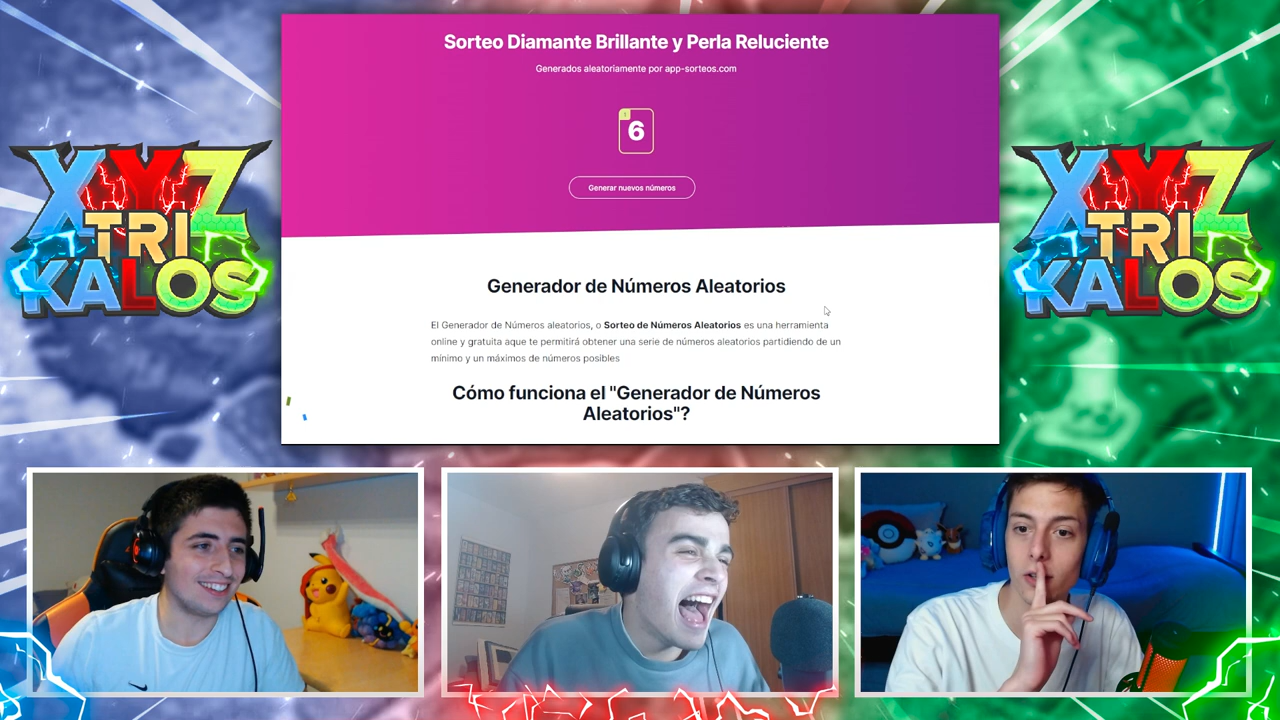 Sorteo Diamante Brillante y Perla Reluciente
Generados aleatoriamente por app-sorteos.com
1
6
Generar nuevos números
XYZ
TRI
KALOS
XYZ
TRI
KALOS
Generador de Números Aleatorios
El Generador de Números aleatorios, o Sorteo de Números Aleatorios es una herramienta
online y gratuita aque te permitirá obtener una serie de números aleatorios partidiendo de un
mínimo y un máximos de números posibles
Cómo funciona el "Generador de Números
Aleatorios"?